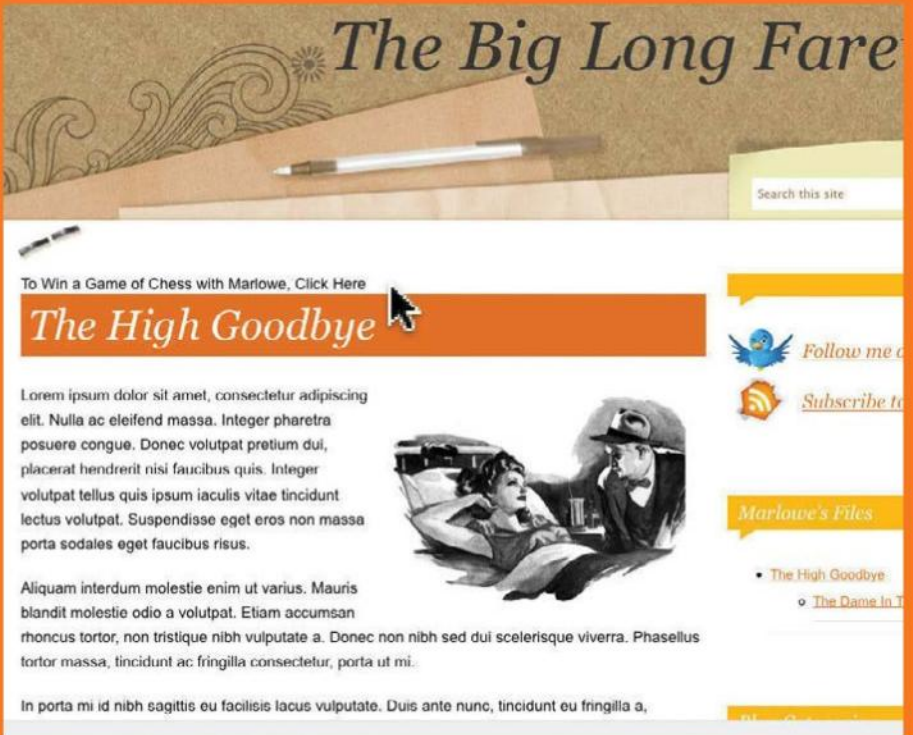 The Big Long Fare
Search this site
To Win a Game of Chess with Marlowe, Click Here
The High Goodbye
Lorem ipsum dolor sit amet, consectetur adipiscing
elit. Nulla ac eleifend massa. Integer pharetra
posuere congue. Donec volutpat pretium dui,
placerat hendrerit nisi faucibus quis. Integer
volutpat tellus quis ipsum iaculis vitae tincidunt
lectus volutpat. Suspendisse eget eros non massa
porta sodales eget faucibus risus.
Aliquam interdum molestie enim ut varius. Mauris
blandit molestie odio a volutpat. Etiam accumsan
rhoncus tortor, non tristique nibh vulputate a. Donec non nibh sed dui scelerisque viverra. Phasellus
tortor massa, tincidunt ac fringilla consectetur, porta ut mi.
In porta mi id nibh sagittis eu facilisis lacus vulputate. Duis ante nunc, tincidunt eu fringilla a,
Follow me
Subscribe to
Marlowe's Files
The High Goodbye
The Dame In T